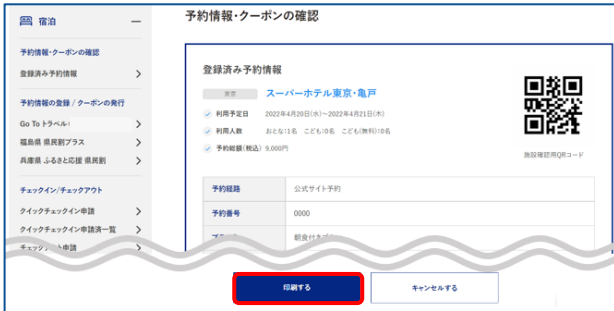 宿泊
予約情報・クーポンの確認
登録済み予約情報
予約情報の登録 / クーポンの発行
Go To トラベル
福島県 県民割プラス
兵庫県 ふるさと応援 県民割
チェックイン/チェックアウト
クイックチェックイン申請
クイックチェックイン申請済一覧
予約情報・クーポンの確認
登録済み予約情報
東京 スーパーホテル東京・亀戸
利用予定日 2022年4月20日(水)~2022年4月21日(木)
利用人数 おとな:1名 こども:0名 こども(無料):0名
予約総額(税込) 9,000円
施設確認用QRコード
予約経路 公式サイト予約
予約番号 0000
印刷する
キャンセルする